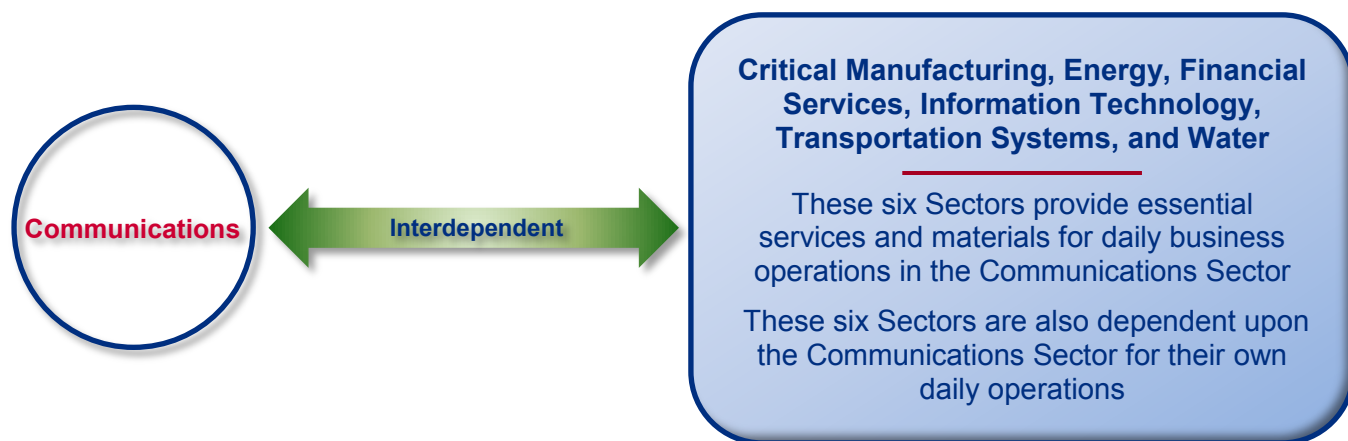 Communications
Interdependent
Critical Manufacturing, Energy, Financial
Services, Information Technology,
Transportation Systems, and Water
These six Sectors provide essential
services and materials for daily business
operations in the Communications Sector
These six Sectors are also dependent upon
the Communications Sector for their own
daily operations